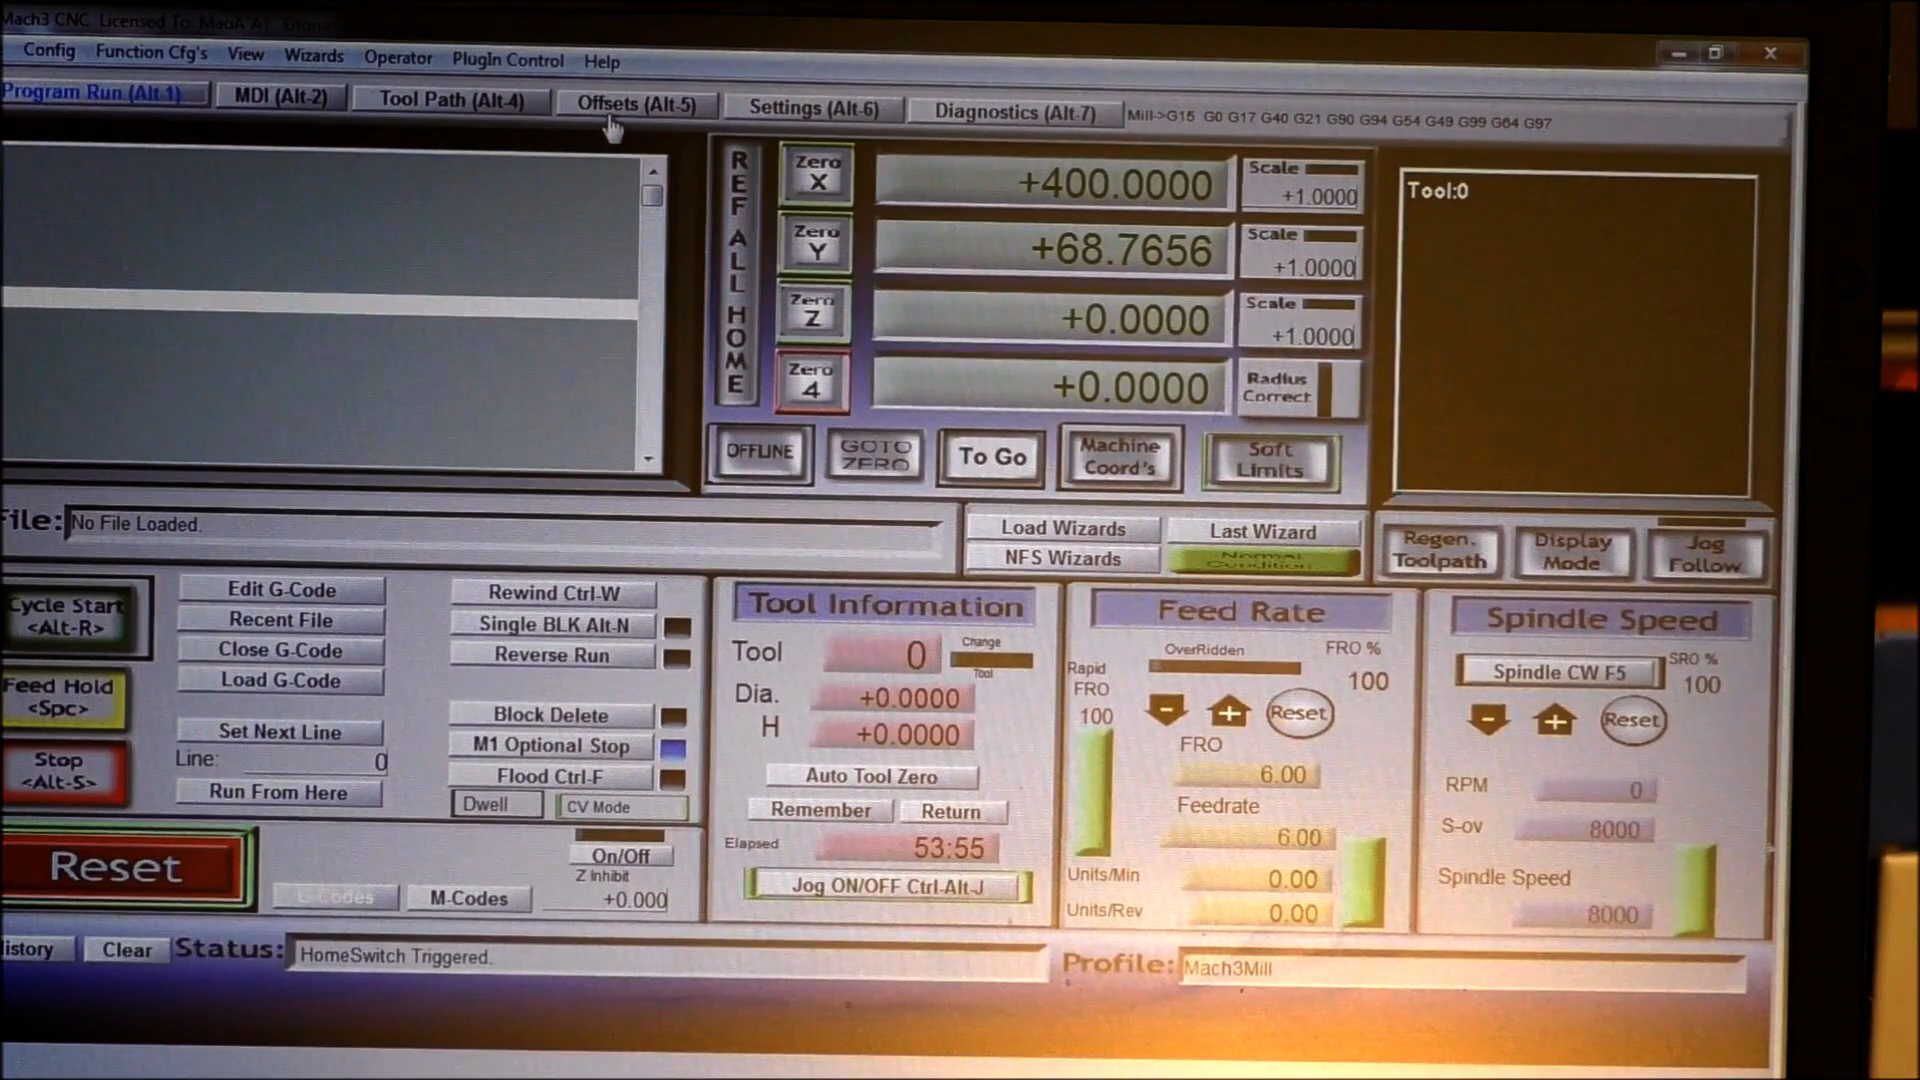 Mach3 CNC Licensed To:
Config Function Cfg's View Wizards Operator PlugIn Control Help
Program Run (Alt-1) MDI (Alt-2) Tool Path (Alt-4) Offsets (Alt-5) Settings (Alt-6) Diagnostics (Alt-7) Mill->G15 G0 G17 G40 G21 G90 G94 G54 G49 G99 G64 G97
REF ALL HOME
Zero X +400.0000 Scale +1.0000
Zero Y +68.7656 Scale +1.0000
Zero Z +0.0000 Scale +1.0000
Zero 4 +0.0000 Radius Correct
Tool:0
OFFLINE GOTO ZERO To Go Machine Coord's Soft Limits
File: No File Loaded.
Load Wizards Last Wizard
NFS Wizards Normal Condition
Regen. Toolpath Display Mode Jog Follow
Cycle Start <Alt-R>
Feed Hold <Spc>
Stop <Alt-S>
Reset
Edit G-Code
Recent File
Close G-Code
Load G-Code
Set Next Line
Line: 0
Run From Here
Rewind Ctrl-W
Single BLK Alt-N
Reverse Run
Block Delete
M1 Optional Stop
Flood Ctrl-F
Dwell CV Mode
On/Off
Z Inhibit
+0.000
G-Codes M-Codes
Tool Information
Tool 0 Change Tool
Dia. +0.0000
H +0.0000
Auto Tool Zero
Remember Return
Elapsed 53:55
Jog ON/OFF Ctrl-Alt-J
Feed Rate
OverRidden FRO %
Rapid FRO 100
100
- + Reset
FRO
6.00
Feedrate
6.00
Units/Min 0.00
Units/Rev 0.00
Spindle Speed
Spindle CW F5 SRO %
100
- + Reset
RPM 0
S-ov 8000
Spindle Speed
8000
History Clear Status: HomeSwitch Triggered.
Profile: Mach3Mill